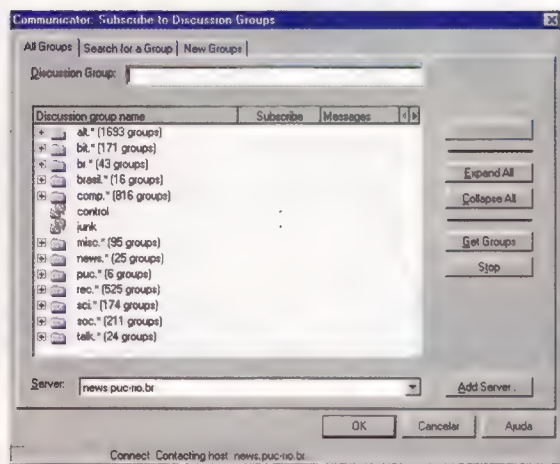 Communicator: Subscribe to Discussion Groups
All Groups Search for a Group New Groups
Discussion Group:
Discussion group name Subscribe Messages
alt.* (1693 groups)
bit.* (171 groups)
br.* (43 groups)
brasil.* (16 groups)
comp.* (816 groups)
control
junk
misc.* (95 groups)
news.* (25 groups)
puc.* (6 groups)
rec.* (525 groups)
sci.* (174 groups)
soc.* (211 groups)
talk.* (24 groups)
Expand All
Collapse All
Get Groups
Stop
Server: news.puc-rio.br Add Server...
OK Cancelar Ajuda
Connect: Contacting host: news.puc-rio.br...